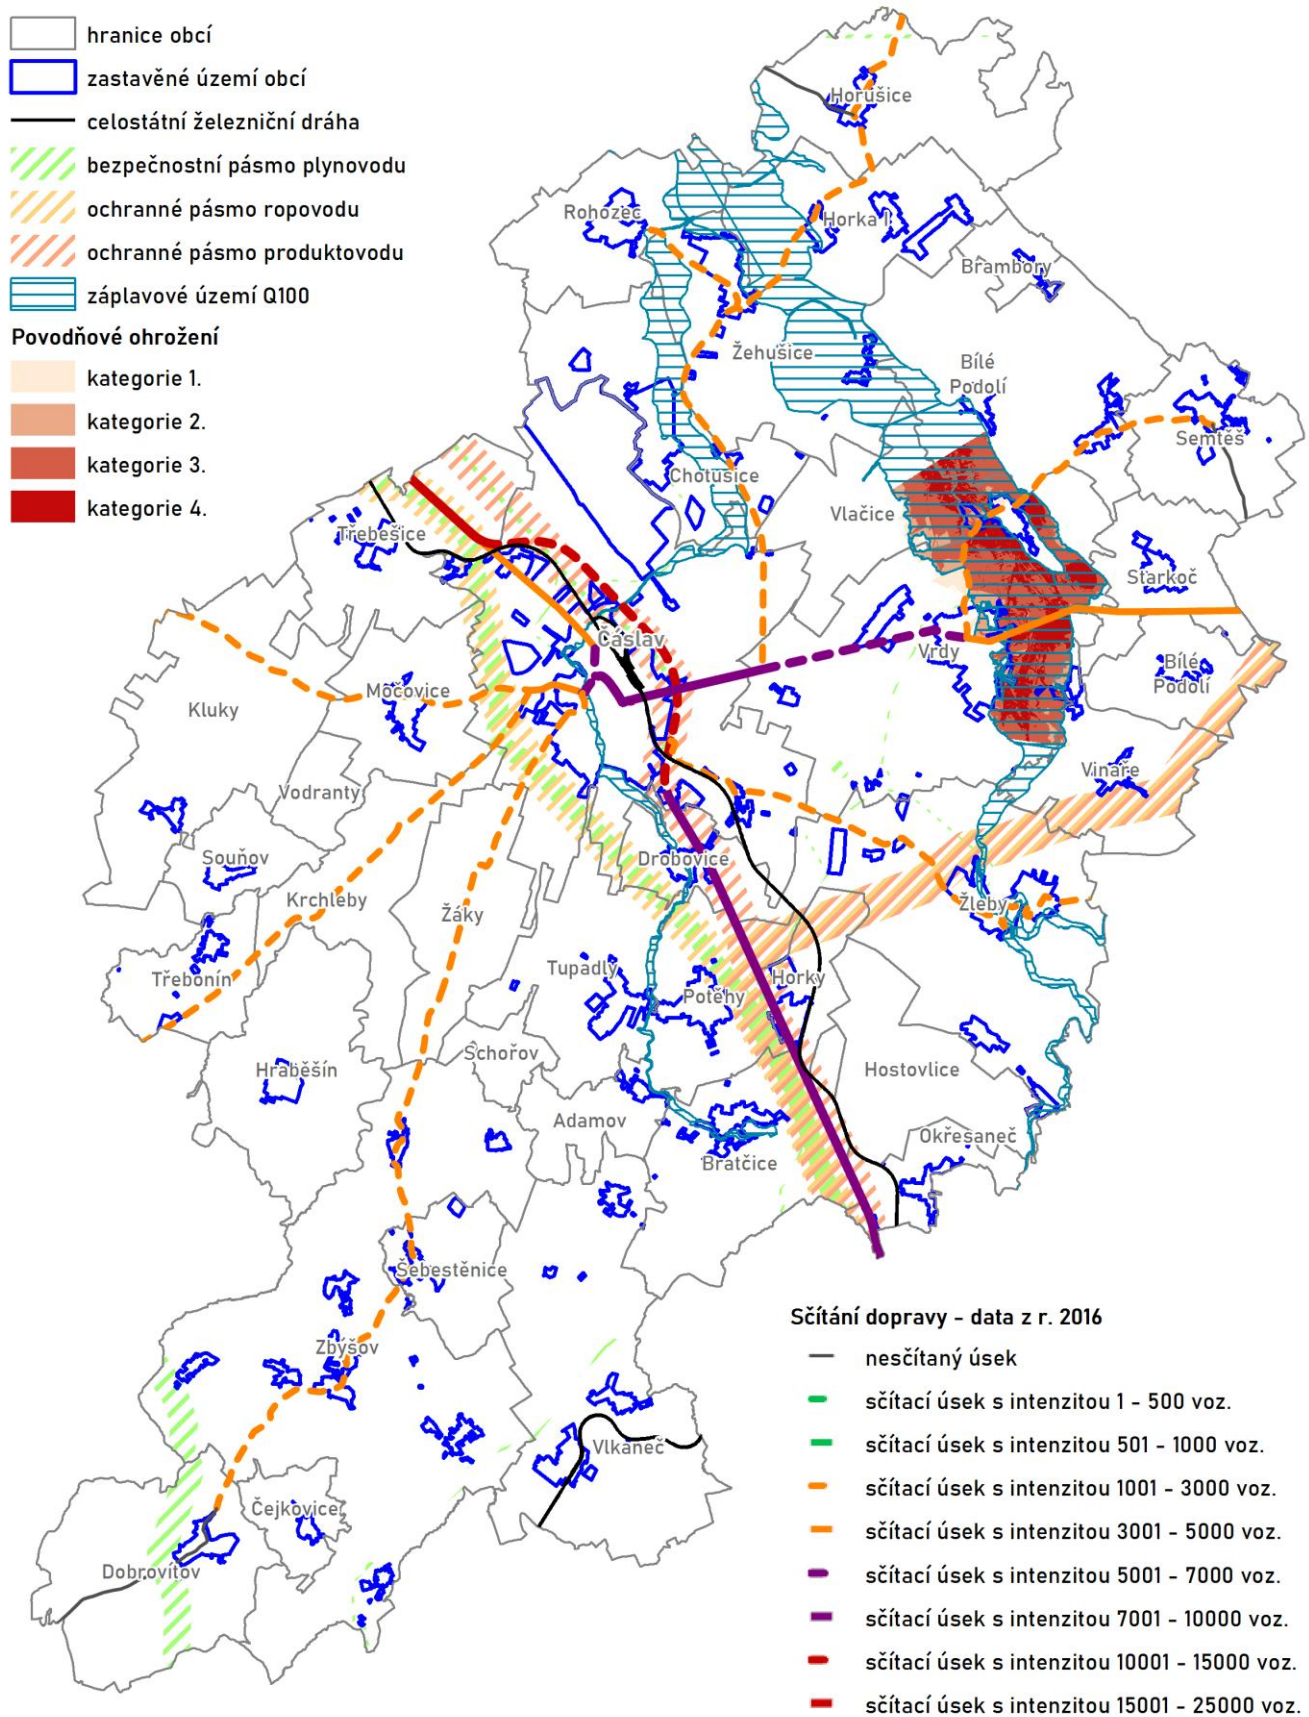 hranice obcí
zastavěné území obcí
celostátní železniční dráha
bezpečnostní pásmo plynovodu
ochranné pásmo ropovodu
ochranné pásmo produktovodu
záplavové území Q100
Povodňové ohrožení
kategorie 1.
kategorie 2.
kategorie 3.
kategorie 4.
Horušice
Rohozec
Horka I
Brambory
Žehušice
Bílé
Podolí
Semtěš
Chotusice
Vlačice
Třebešice
Starkoč
Čáslav
Vrdy
Bílé
Podolí
Močovice
Kluky
Vinaře
Vodranty
Drobovice
Souňov
Krchleby
Žáky
Žleby
Třebonín
Tupadly
Horky
Potěhy
Schořov
Hraběšín
Hostovlice
Adamov
Okřesaneč
Bratčice
Šebestěnice
Zbýšov
Vlkaneč
Čejkovice
Dobrovítov
Sčítání dopravy - data z r. 2016
nesčítaný úsek
sčítací úsek s intenzitou 1 - 500 voz.
sčítací úsek s intenzitou 501 - 1000 voz.
sčítací úsek s intenzitou 1001 - 3000 voz.
sčítací úsek s intenzitou 3001 - 5000 voz.
sčítací úsek s intenzitou 5001 - 7000 voz.
sčítací úsek s intenzitou 7001 - 10000 voz.
sčítací úsek s intenzitou 10001 - 15000 voz.
sčítací úsek s intenzitou 15001 - 25000 voz.